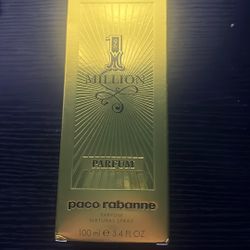 1
MILLION
PARFUM
paco rabanne
PARFUM
NATURAL SPRAY
100 ml e 3.4 FL.OZ.